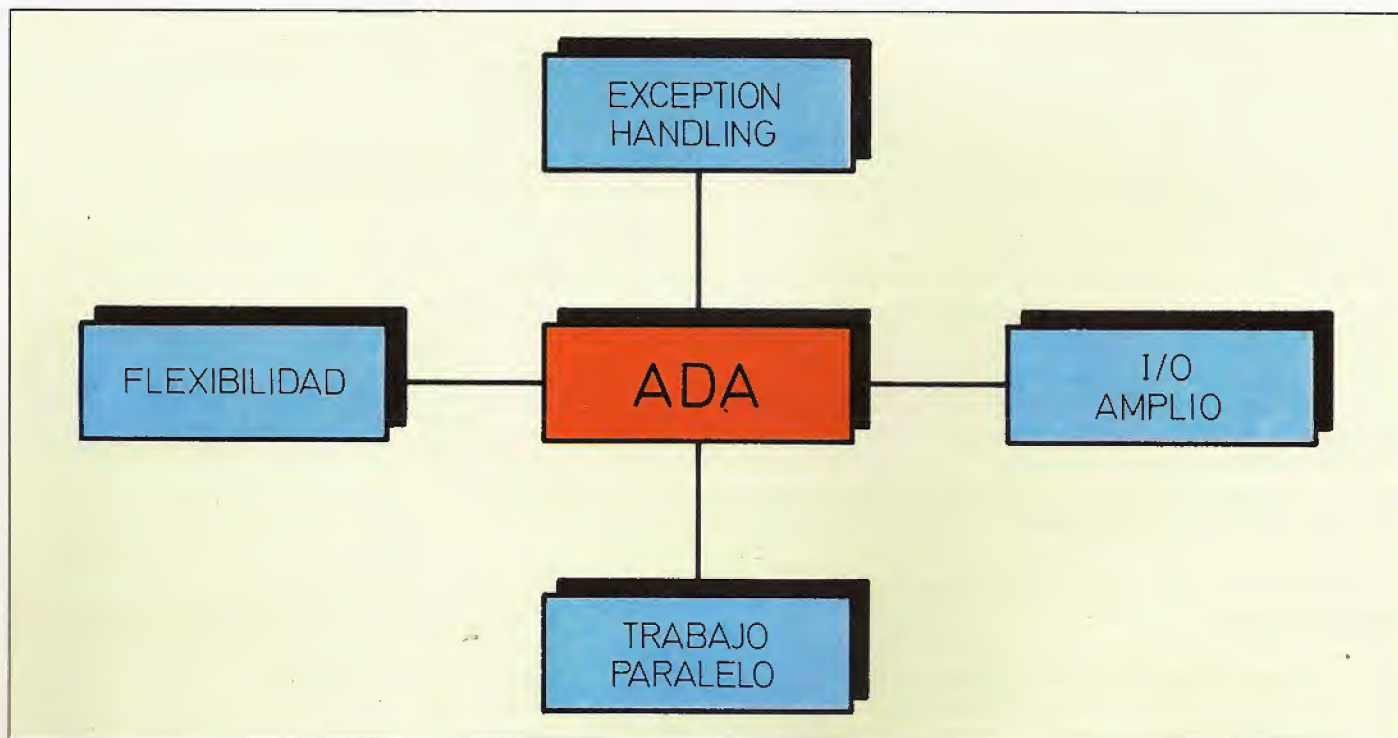 EXCEPTION
HANDLING
FLEXIBILIDAD
ADA
I/O
AMPLIO
TRABAJO
PARALELO